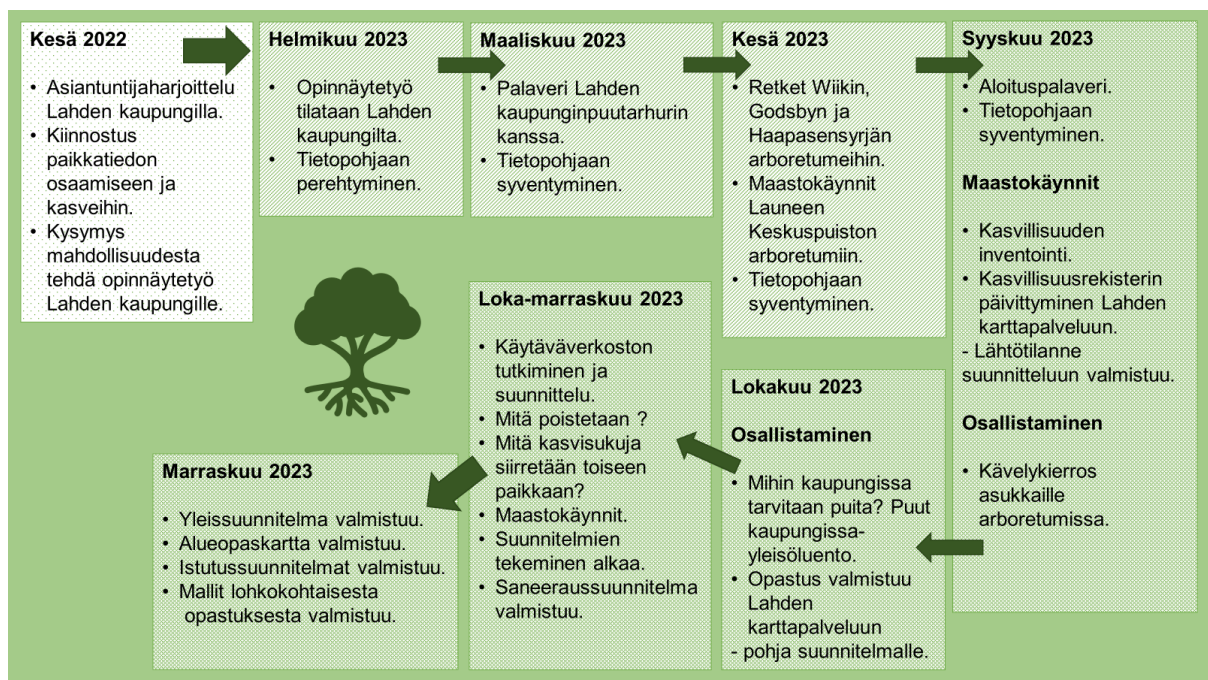 Kesä 2022
• Asiantuntijaharjoittelu
Lahden kaupungilla.
• Kiinnostus
paikkatiedon
osaamiseen ja
kasveihin.
• Kysymys
mahdollisuudesta
tehdä opinnäytetyö
Lahden kaupungille.
Helmikuu 2023
• Opinnäytetyö
tilataan Lahden
kaupungilta.
• Tietopohjaan
perehtyminen.
Maaliskuu 2023
• Palaveri Lahden
kaupunginpuutarhurin
kanssa.
• Tietopohjaan
syventyminen.
Kesä 2023
• Retket Wiikin,
Godsbyn ja
Haapasensyrjän
arboretumeihin.
• Maastokäynnit
Launeen
Keskuspuiston
arboretumiin.
• Tietopohjaan
syventyminen.
Syyskuu 2023
• Aloituspalaveri.
• Tietopohjaan
syventyminen.
Maastokäynnit
• Kasvillisuuden
inventointi.
• Kasvillisuusrekisterin
päivittyminen Lahden
karttapalveluun.
- Lähtötilanne
suunnitteluun valmistuu.
Osallistaminen
• Kävelykierros
asukkaille
arboretumissa.
Lokakuu 2023
Osallistaminen
• Mihin kaupungissa
tarvitaan puita? Puut
kaupungissa-
yleisöluento.
• Opastus valmistuu
Lahden
karttapalveluun
- pohja suunnitelmalle.
Loka-marraskuu 2023
• Käytäväverkoston
tutkiminen ja
suunnittelu.
• Mitä poistetaan ?
• Mitä kasvisukuja
siirretään toiseen
paikkaan?
• Maastokäynnit.
• Suunnitelmien
tekeminen alkaa.
• Saneeraussuunnitelma
valmistuu.
Marraskuu 2023
• Yleissuunnitelma valmistuu.
• Alueopaskartta valmistuu.
• Istutussuunnitelmat valmistuu.
• Mallit lohkokohtaisesta
opastuksesta valmistuu.